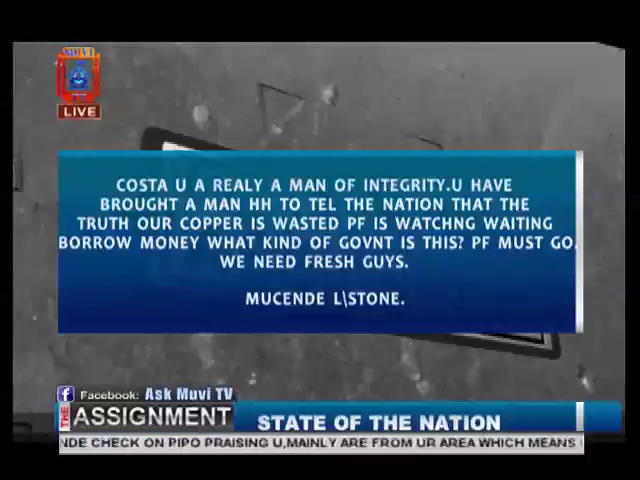 MUVI
TV
LIVE
COSTA U A REALY A MAN OF INTEGRITY.U HAVE
BROUGHT A MAN HH TO TEL THE NATION THAT THE
TRUTH OUR COPPER IS WASTED PF IS WATCHNG WAITING
BORROW MONEY WHAT KIND OF GOVNT IS THIS? PF MUST GO.
WE NEED FRESH GUYS.
MUCENDE L\STONE.
Facebook: Ask Muvi TV
THE ASSIGNMENT
STATE OF THE NATION
NDE CHECK ON PIPO PRAISING U,MAINLY ARE FROM UR AREA WHICH MEANS